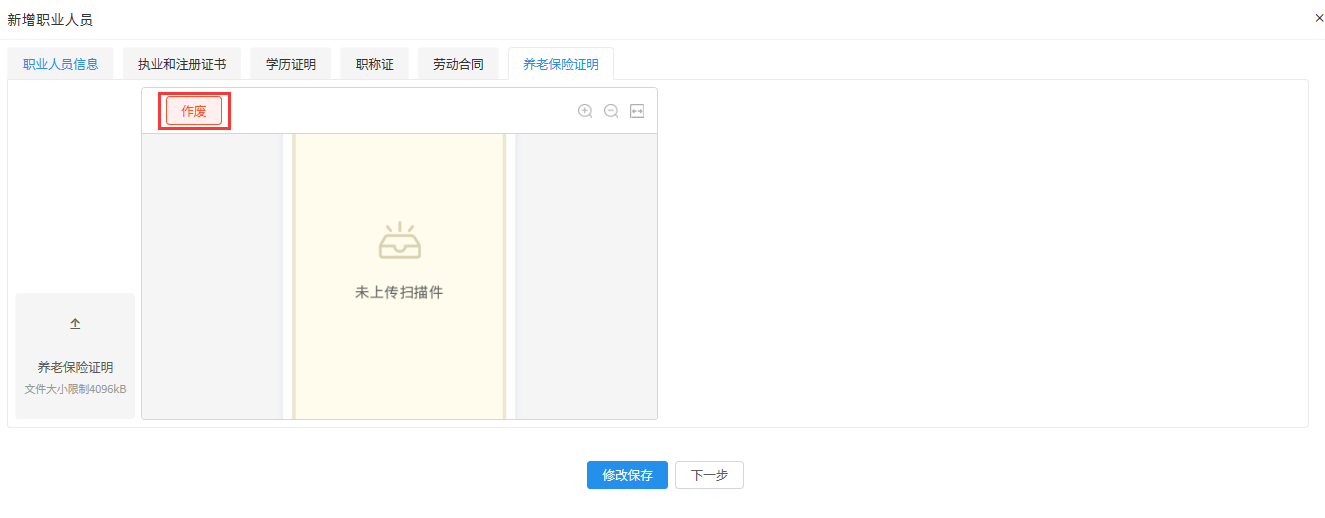 新增职业人员
职业人员信息 执业和注册证书 学历证明 职称证 劳动合同 养老保险证明
作废
未上传扫描件
养老保险证明
文件大小限制4096kB
修改保存 下一步